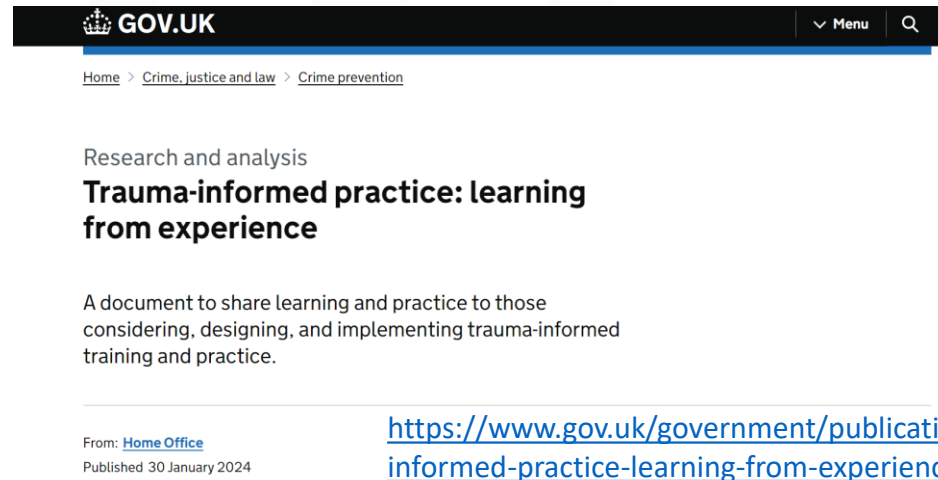 GOV.UK
Menu
Home > Crime, justice and law > Crime prevention
Research and analysis
Trauma-informed practice: learning
from experience
A document to share learning and practice to those
considering, designing, and implementing trauma-informed
training and practice.
From: Home Office
Published 30 January 2024
https://www.gov.uk/government/publicati
informed-practice-learning-from-experienc